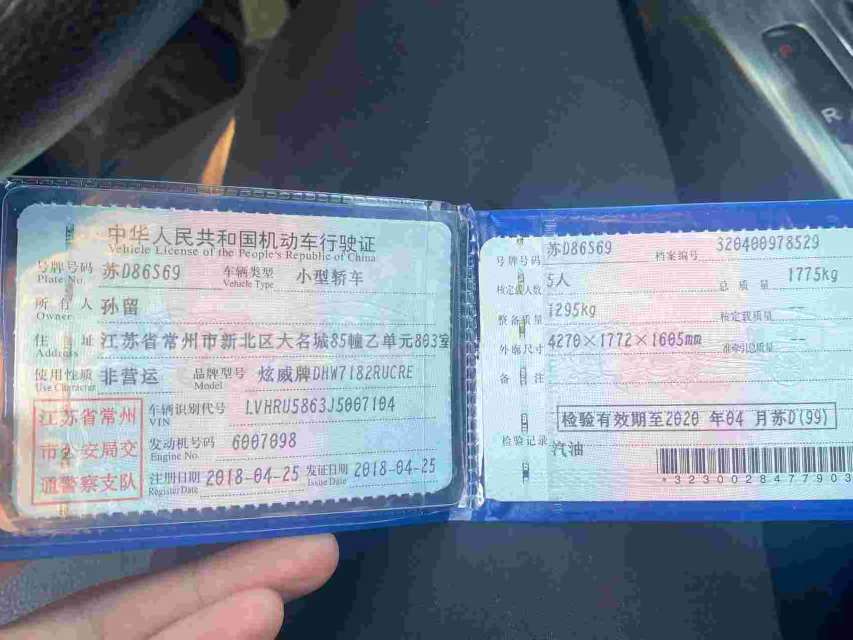 中华人民共和国机动车行驶证
Vehicle License of the People's Republic of China
号牌号码 苏D86S69 车辆类型 小型轿车
Plate No. Vehicle Type
所有人 孙留
Owner
住址 江苏省常州市新北区大名城85幢乙单元803室
Address
使用性质 非营运 品牌型号 炫威牌DHW7182RUCRE
Use Character Model
江苏省常州
市公安局交
通警察支队
车辆识别代号 LVHRU5863J5007104
VIN
发动机号码 6007098
Engine No.
注册日期 2018-04-25 发证日期 2018-04-25
Register Date Issue Date
号牌号码 苏D86S69 档案编号 320400978529
核定载人数 5人 总质量 1775kg
整备质量 1295kg 核定载质量 --
外廓尺寸 4270×1772×1605mm 准牵引总质量 --
备注
检验有效期至2020 年04 月苏D(99)
检验记录
汽油
*3230028477903
R